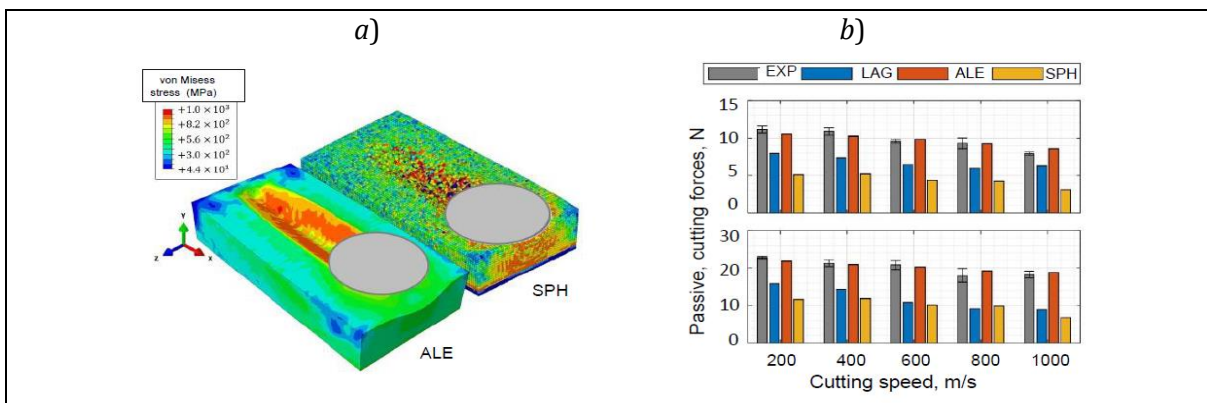 a)
von Misess
stress (MPa)
+1.0 × 10³
+8.2 × 10²
+5.6 × 10²
+3.0 × 10²
+4.4 × 10¹
Y
Z
X
SPH
ALE
b)
EXP LAG ALE SPH
15
10
5
0
30
20
10
0
Passive, cutting forces, N
200 400 600 800 1000
Cutting speed, m/s